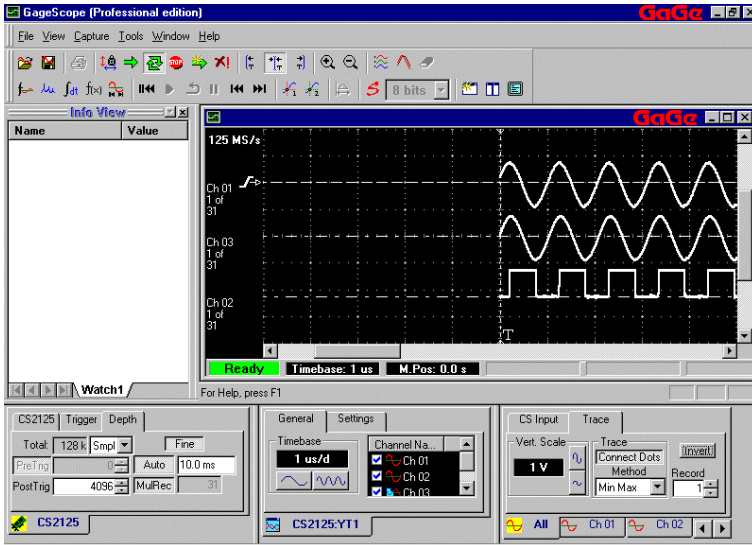 GageScope (Professional edition)
GaGe
File View Capture Tools Window Help
STOP
f(x)
8 bits
Info View
Name Value
Watch1
GaGe
125 MS/s
Ch 01
1 of
31
Ch 03
1 of
31
Ch 02
1 of
31
T
Ready Timebase: 1 us M.Pos: 0.0 s
For Help, press F1
CS2125 Trigger Depth
Total: 128 k Smpl Fine
PreTrig 0 Auto 10.0 ms
PostTrig 4096 MulRec 31
CS2125
General Settings
Timebase
1 us/d
Channel Na...
Ch 01
Ch 02
Ch 03
CS2125:YT1
CS Input Trace
Vert. Scale
1 V
Trace
Connect Dots
Method
Min Max
Invert
Record
1
All Ch 01 Ch 02